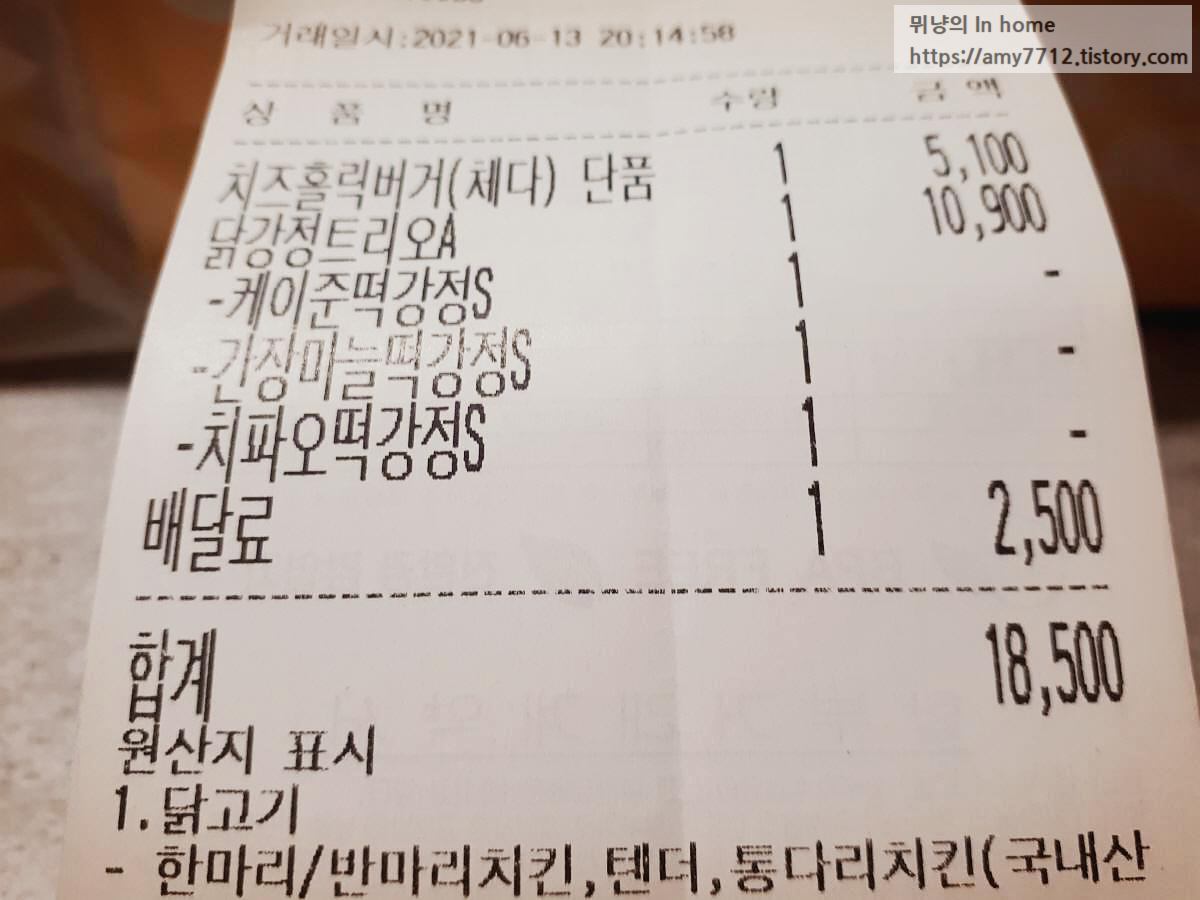 뮈냥의 In home
https://amy7712.tistory.com
거래일시:2021-06-13 20:14:58
상 품 명 수량 금액
치즈홀릭버거(체다) 단품 1 5,100
닭강정트리오A 1 10,900
-케이준떡강정S 1 -
-간장마늘떡강정S 1 -
-치파오떡강정S 1 -
배달료 1 2,500
합계 18,500
원산지 표시
1.닭고기
- 한마리/반마리치킨,텐더,통다리치킨(국내산